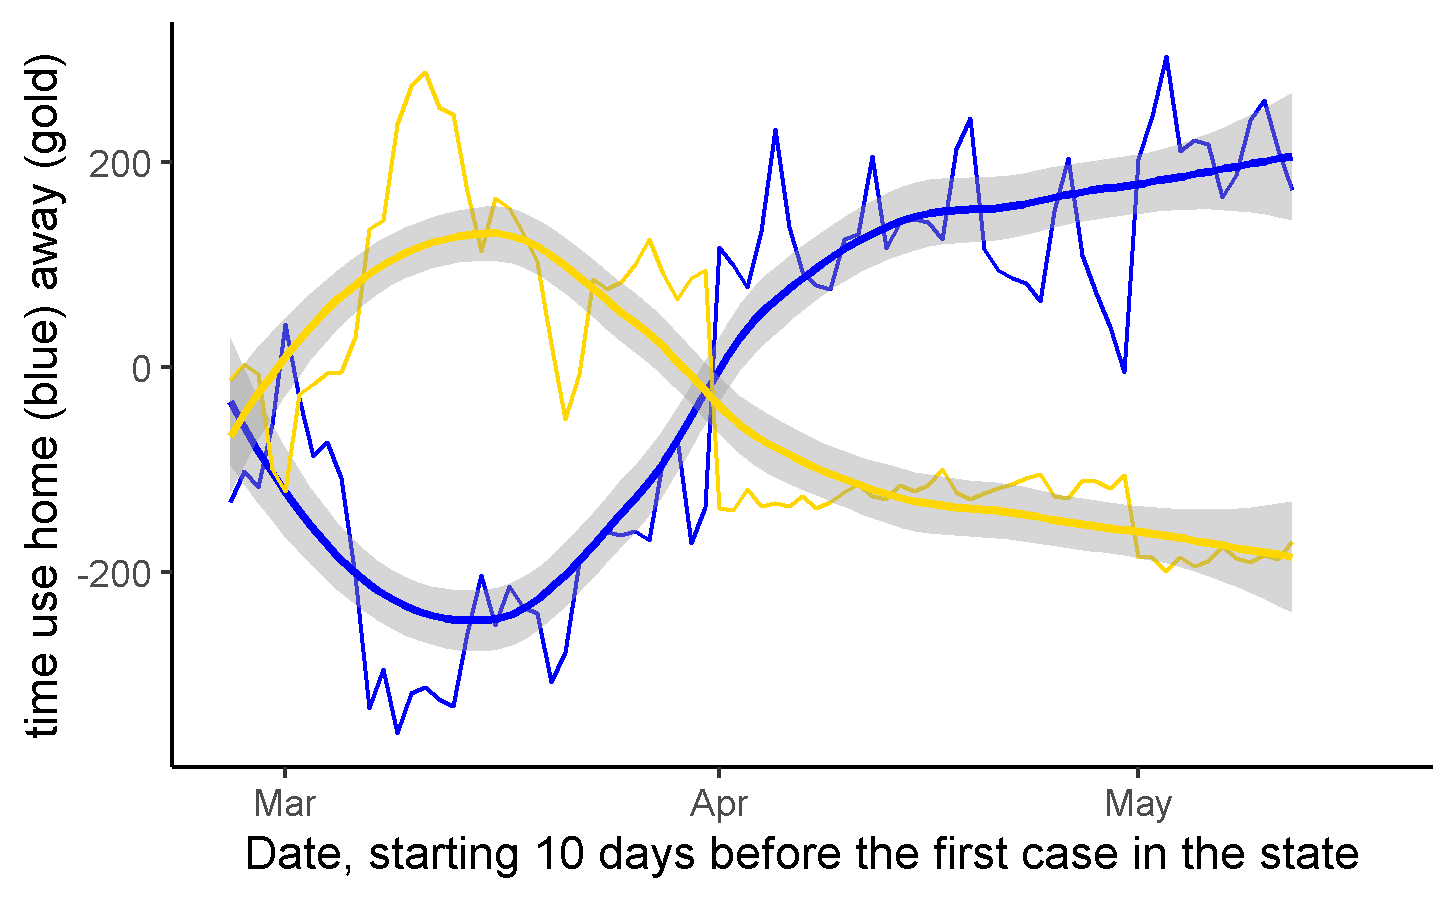 time use home (blue) away (gold)
200
0
-200
Mar
Apr
May
Date, starting 10 days before the first case in the state